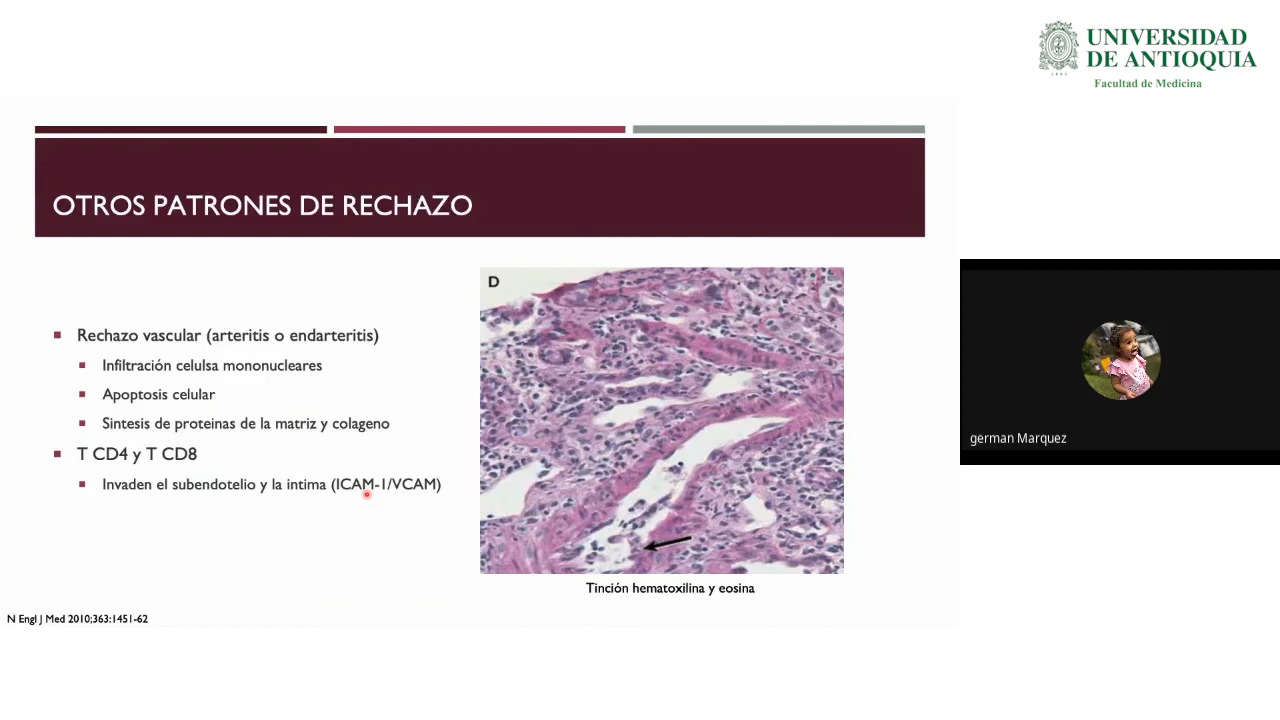 UNIVERSIDAD
DE ANTIOQUIA
1803
Facultad de Medicina
OTROS PATRONES DE RECHAZO
Rechazo vascular (arteritis o endarteritis)
Infiltración celulsa mononucleares
Apoptosis celular
Sintesis de proteinas de la matriz y colageno
T CD4 y T CD8
Invaden el subendotelio y la intima (ICAM-1/VCAM)
D
Tinción hematoxilina y eosina
N Engl J Med 2010;363:1451-62
german Marquez